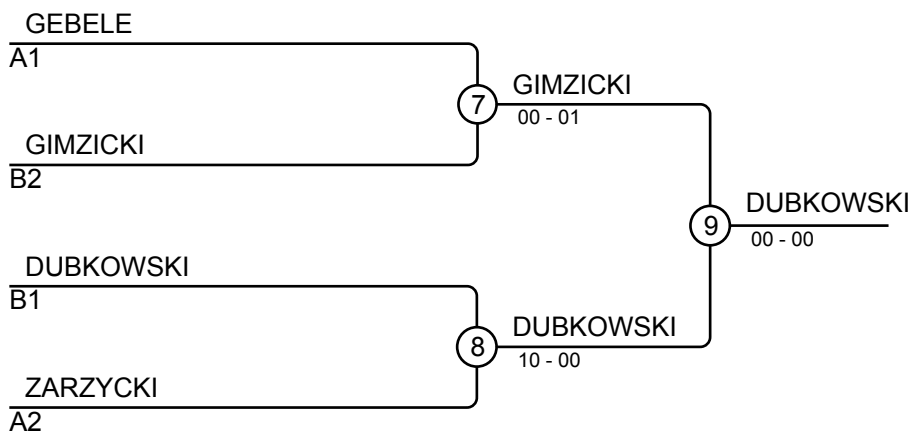 GEBELE
A1
7
GIMZICKI
00 - 01
GIMZICKI
B2
9
DUBKOWSKI
00 - 00
DUBKOWSKI
B1
8
DUBKOWSKI
10 - 00
ZARZYCKI
A2